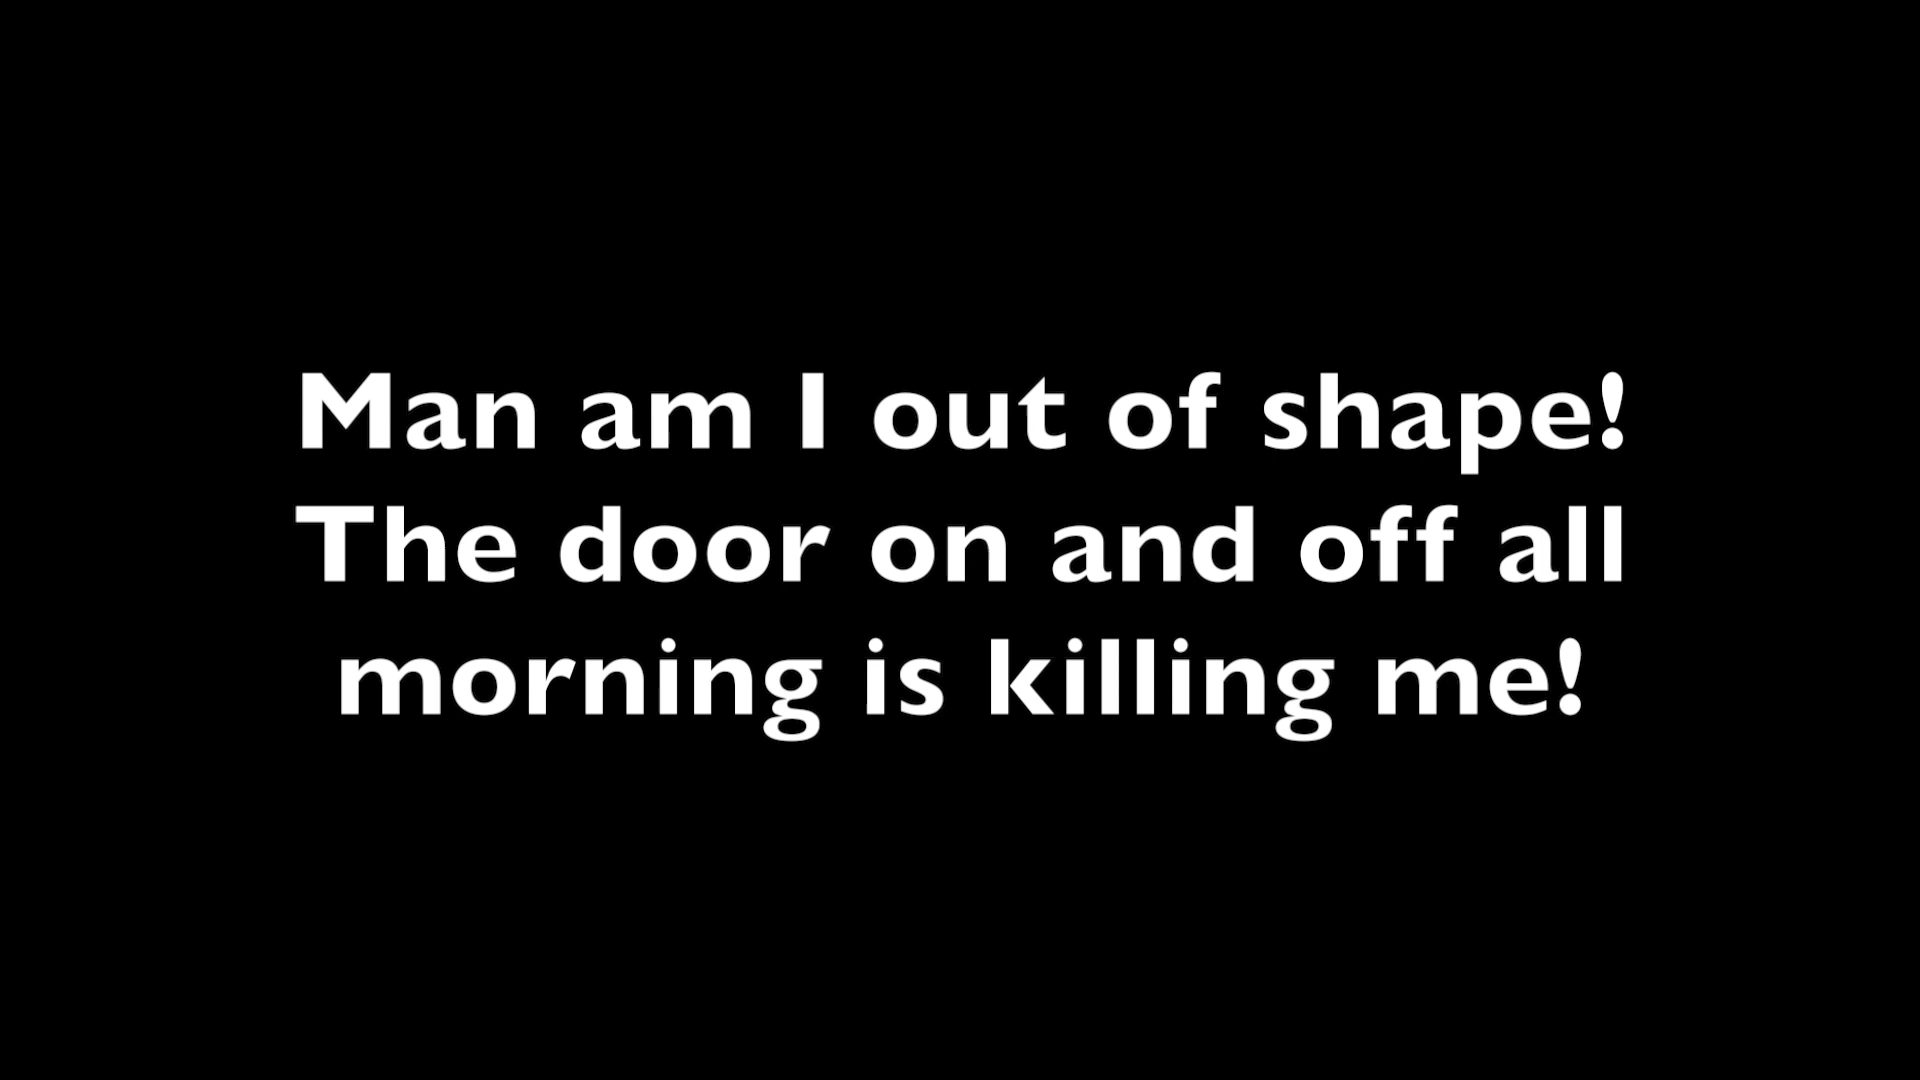 Man am I out of shape!
The door on and off all
morning is killing me!